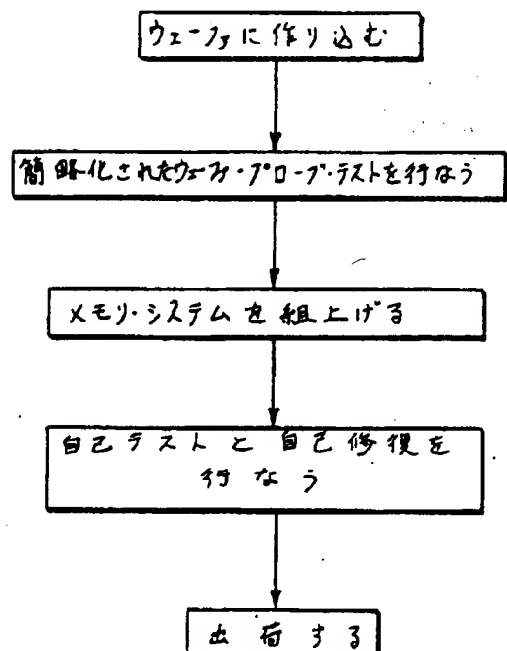 ウェーファに作り込む
簡略化されたウェーファ・プローブ・テストを行なう
メモリ・システムを組上げる
自己テストと自己修復を
行なう
出荷する